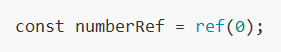 const numberRef = ref(0);